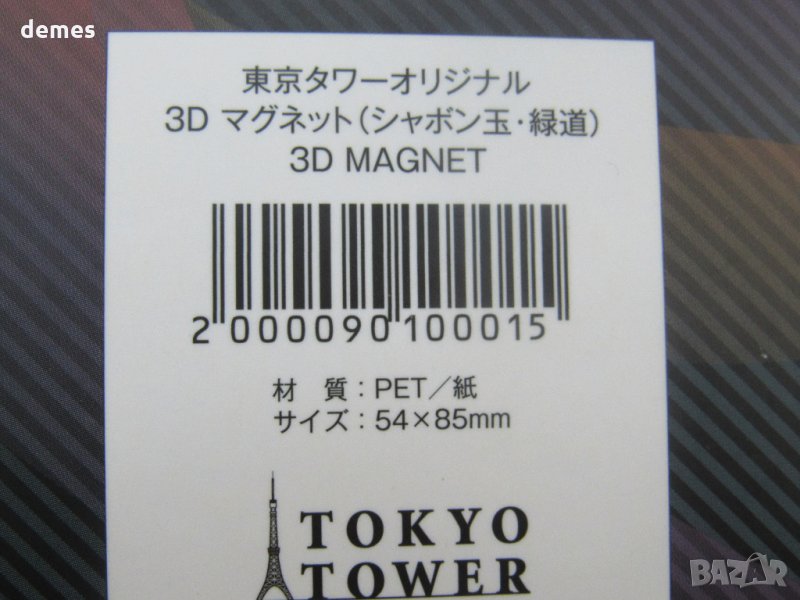 demes
東京タワーオリジナル
3D マグネット(シャボン玉・緑道)
3D MAGNET
2 000090 100015
材 質：PET／紙
サイズ：54×85mm
TOKYO
TOWER
BAZAR